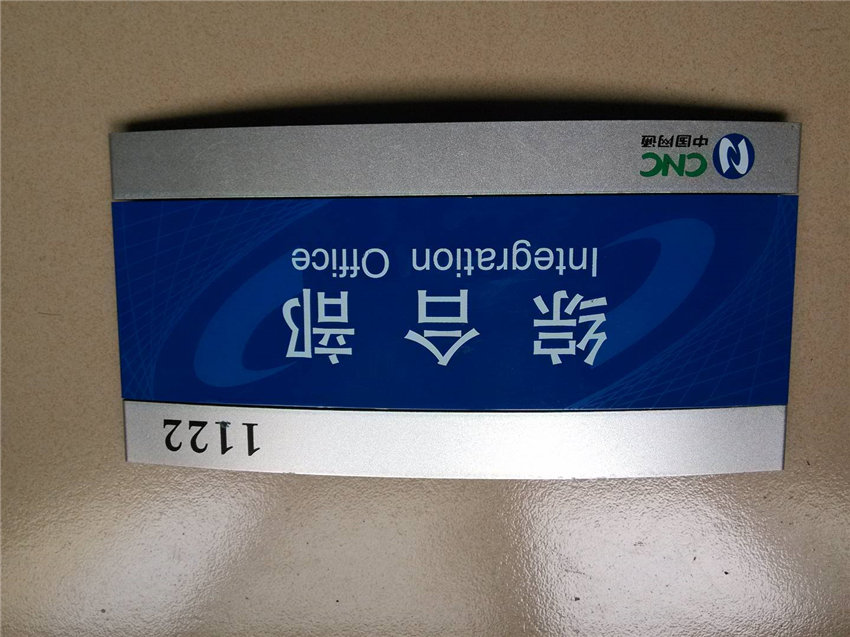 1122
综合部
Integration Office
CNC
中国网通